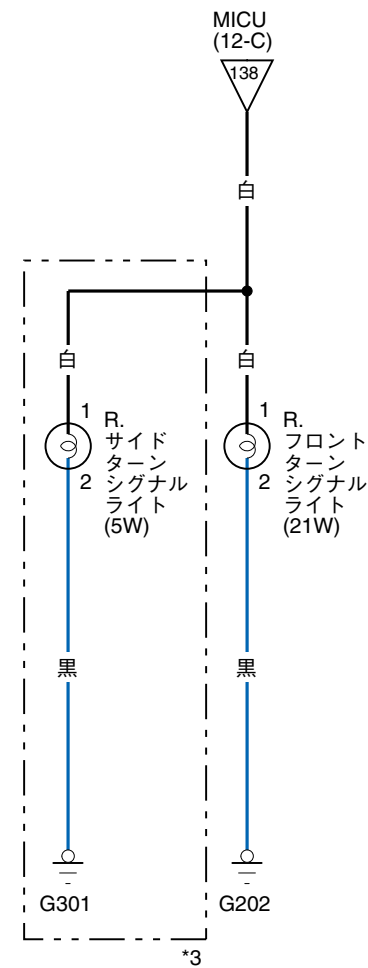 MICU
(12-C)
138
白
白
白
1
R.
サイド
ターン
シグナル
ライト
(5W)
2
1
R.
フロント
ターン
シグナル
ライト
(21W)
2
黒
黒
G301
G202
*3